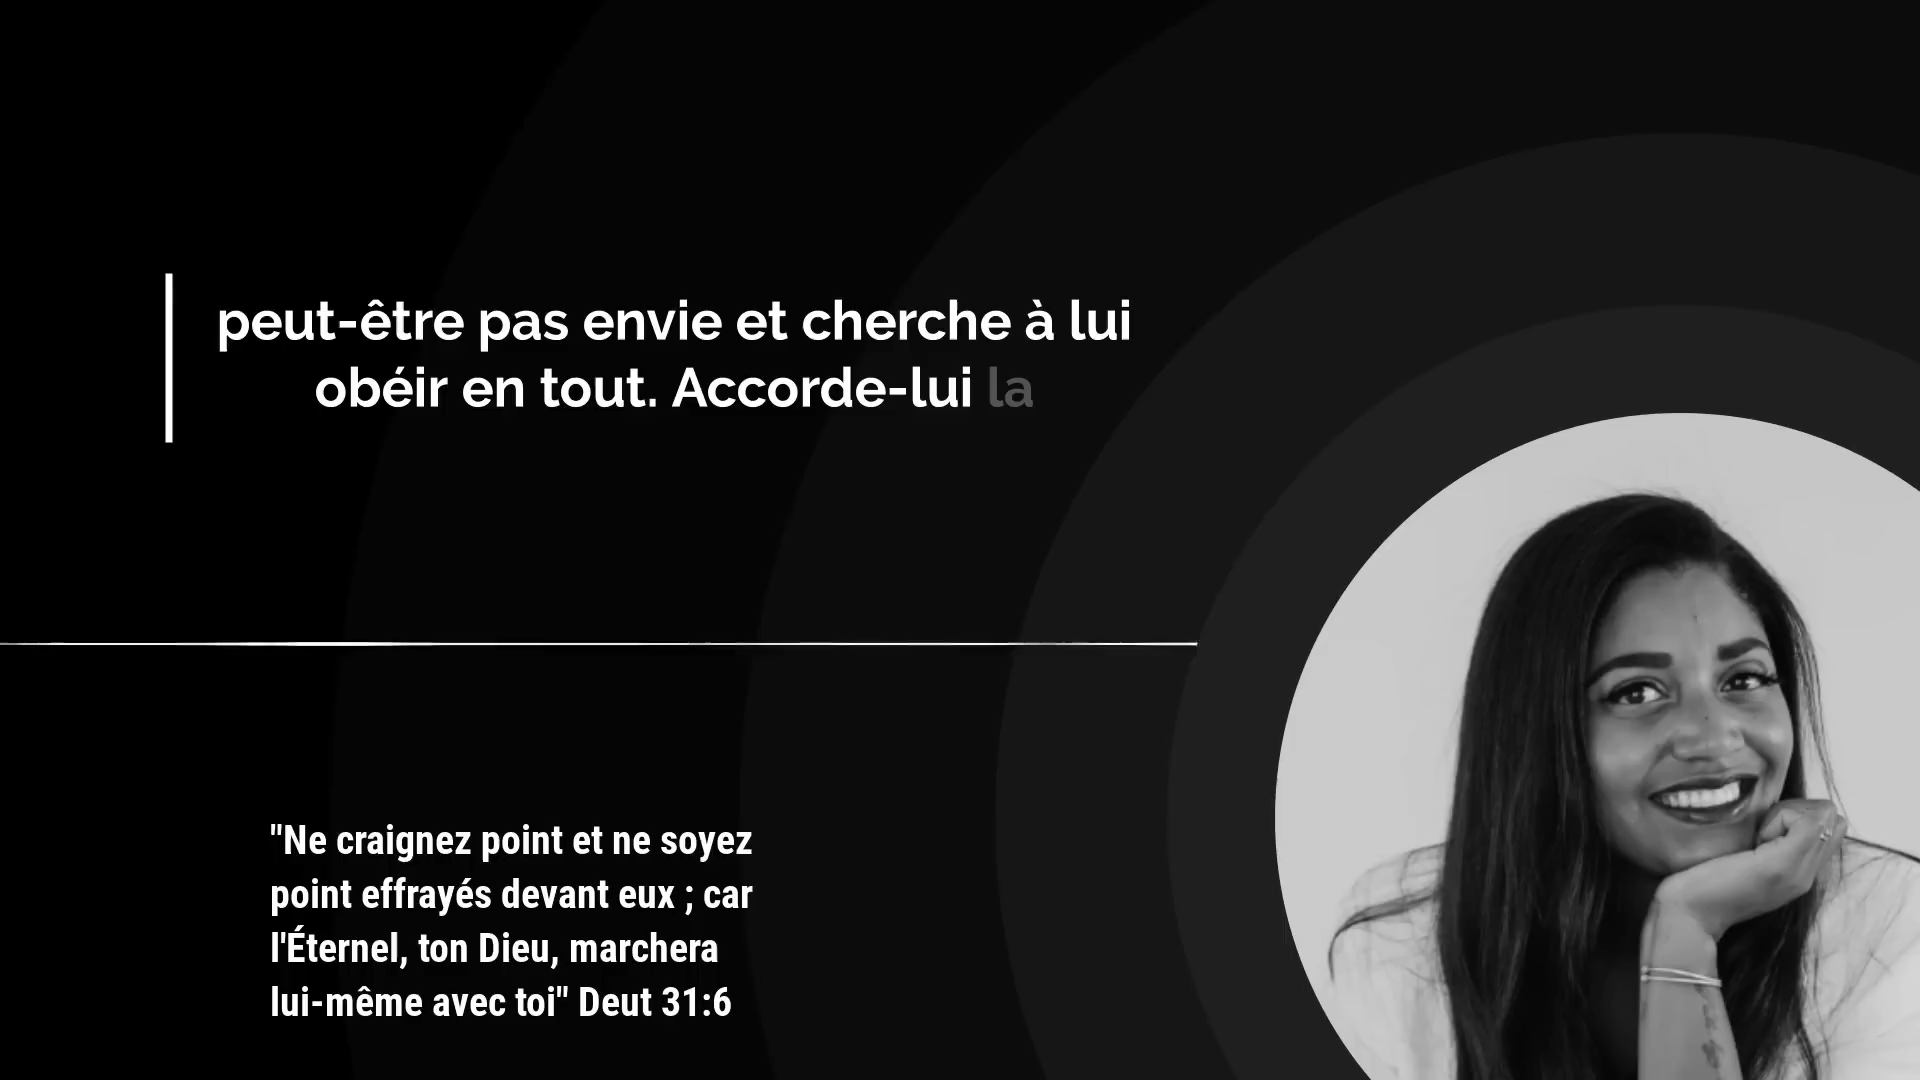 peut-être pas envie et cherche à lui
obéir en tout. Accorde-lui la
"Ne craignez point et ne soyez
point effrayés devant eux ; car
l'Éternel, ton Dieu, marchera
lui-même avec toi" Deut 31:6